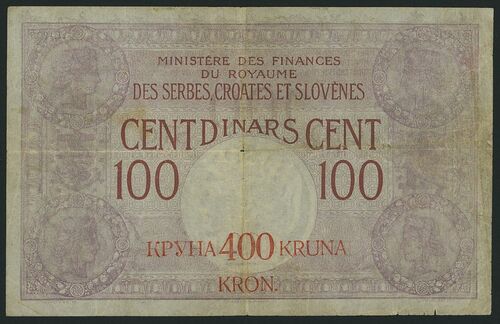 MINISTÈRE DES FINANCES
DU ROYAUME
DES SERBES, CROATES ET SLOVÈNES
CENT DINARS CENT
100 100
КРУНА 400 KRUNA
KRON.